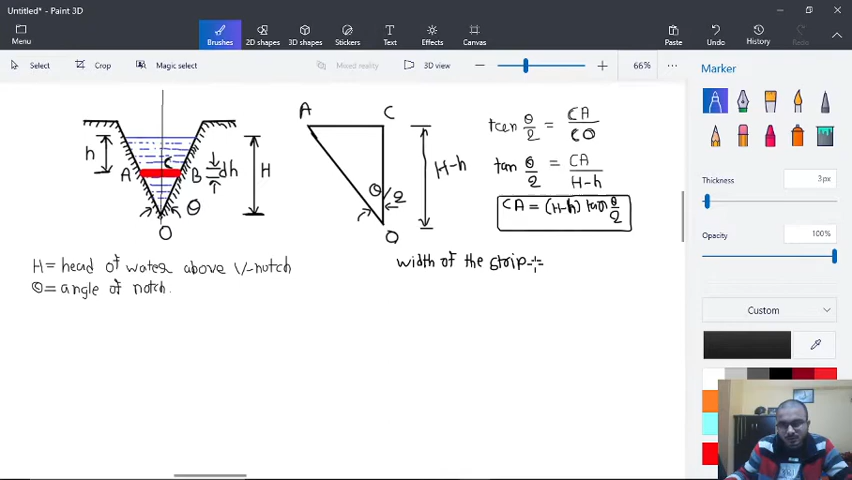 Untitled* - Paint 3D
Menu
Brushes
2D shapes
3D shapes
Stickers
Text
Effects
Canvas
Paste
Undo
History
Redo
Select
Crop
Magic select
Mixed reality
3D view
66%
Marker
Thickness
3px
Opacity
100%
Custom
h
A
C
B
dh
H
θ
O
A
C
H-h
θ/2
O
tan θ/2 = CA/CO
tan θ/2 = CA/H-h
CA = (H-h) tan θ/2
width of the strip-
H = head of water above V-notch
θ = angle of notch.